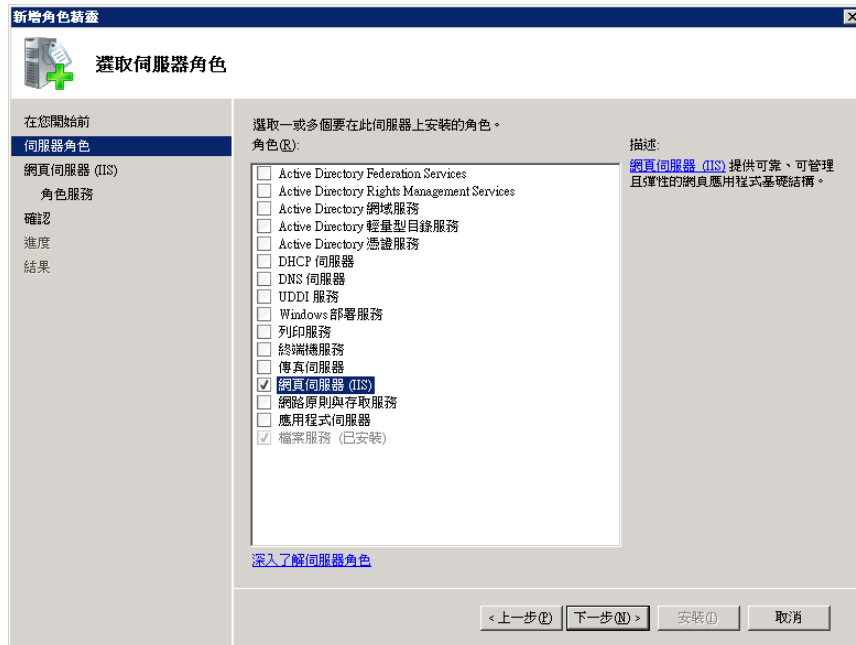 新增角色精靈
選取伺服器角色
在您開始前
伺服器角色
網頁伺服器 (IIS)
角色服務
確認
進度
結果
選取一或多個要在此伺服器上安裝的角色。
角色(R):
Active Directory Federation Services
Active Directory Rights Management Services
Active Directory 網域服務
Active Directory 輕量型目錄服務
Active Directory 憑證服務
DHCP 伺服器
DNS 伺服器
UDDI 服務
Windows 部署服務
列印服務
終端機服務
傳真伺服器
網頁伺服器 (IIS)
網路原則與存取服務
應用程式伺服器
檔案服務 (已安裝)
深入了解伺服器角色
描述:
網頁伺服器 (IIS) 提供可靠、可管理
且彈性的網頁應用程式基礎結構。
<上一步(P) 下一步(N)> 安裝(I) 取消